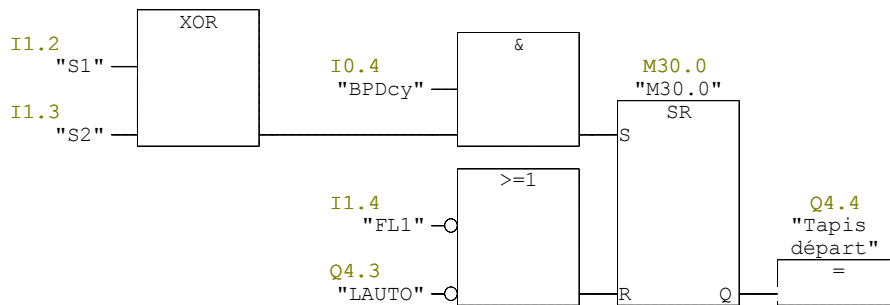 XOR
I1.2
"S1"
I1.3
"S2"
&
I0.4
"BPDcy"
M30.0
"M30.0"
SR
S
>=1
I1.4
"FL1"
Q4.3
"LAUTO"
R
Q
Q4.4
"Tapis
départ"
=